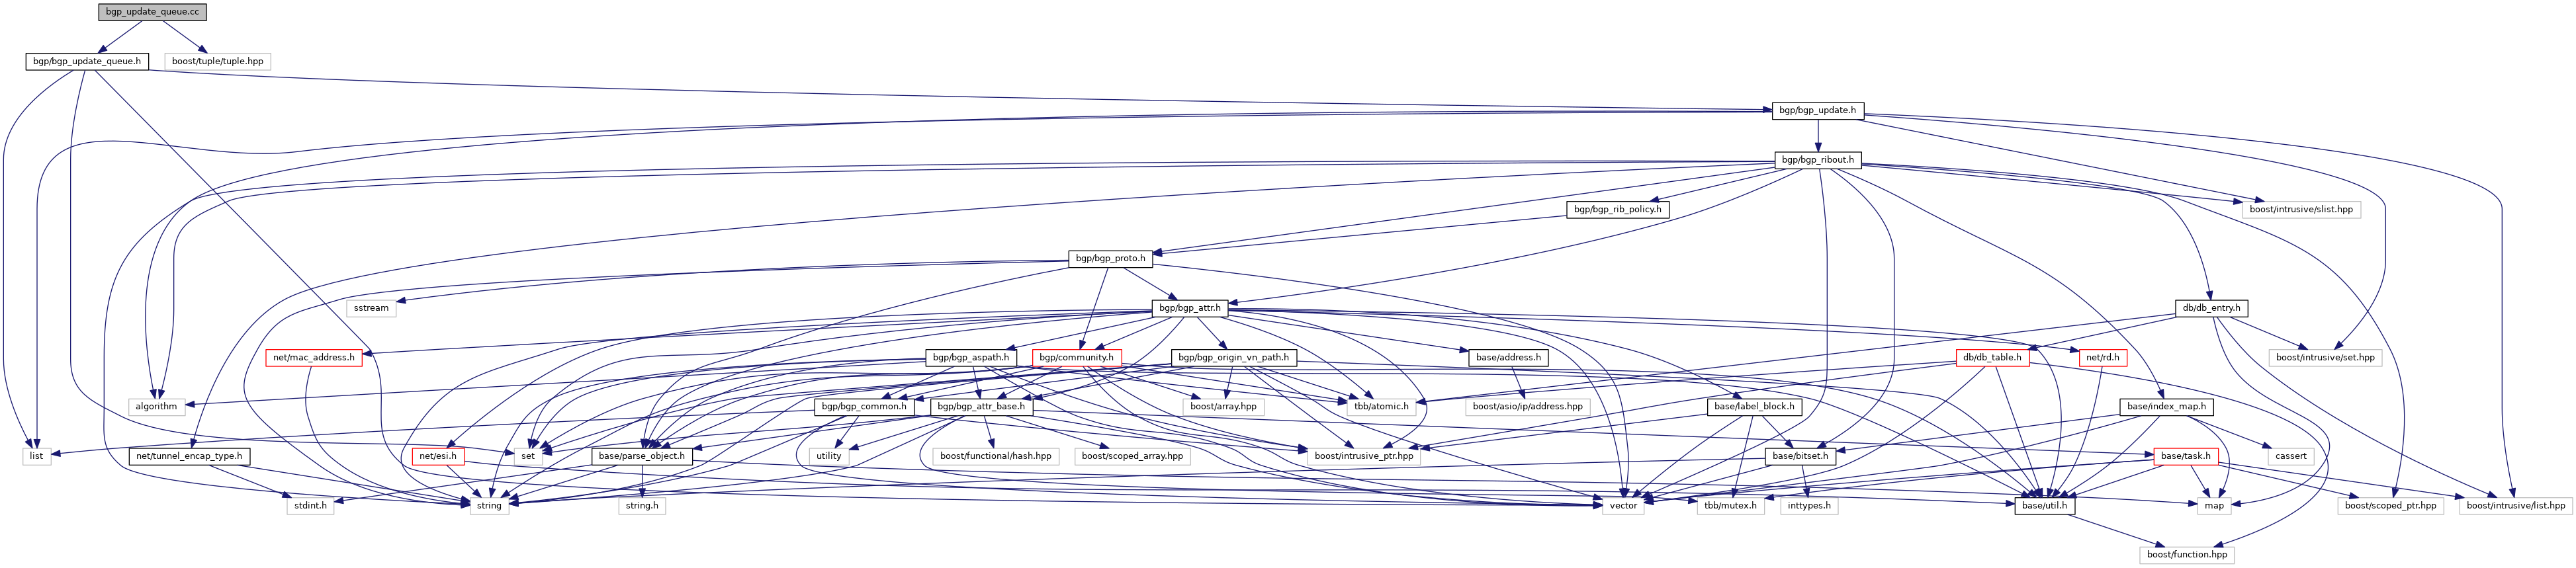 bgp_update_queue.cc
bgp/bgp_update_queue.h
boost/tuple/tuple.hpp
bgp/bgp_update.h
bgp/bgp_ribout.h
bgp/bgp_rib_policy.h
boost/intrusive/slist.hpp
bgp/bgp_proto.h
sstream
bgp/bgp_attr.h
db/db_entry.h
net/mac_address.h
bgp/bgp_aspath.h
bgp/community.h
bgp/bgp_origin_vn_path.h
base/address.h
db/db_table.h
net/rd.h
boost/intrusive/set.hpp
algorithm
bgp/bgp_common.h
bgp/bgp_attr_base.h
boost/array.hpp
tbb/atomic.h
boost/asio/ip/address.hpp
base/label_block.h
base/index_map.h
list
net/tunnel_encap_type.h
net/esi.h
set
base/parse_object.h
utility
boost/functional/hash.hpp
boost/scoped_array.hpp
boost/intrusive_ptr.hpp
base/bitset.h
base/task.h
cassert
stdint.h
string
string.h
vector
tbb/mutex.h
inttypes.h
base/util.h
map
boost/scoped_ptr.hpp
boost/intrusive/list.hpp
boost/function.hpp